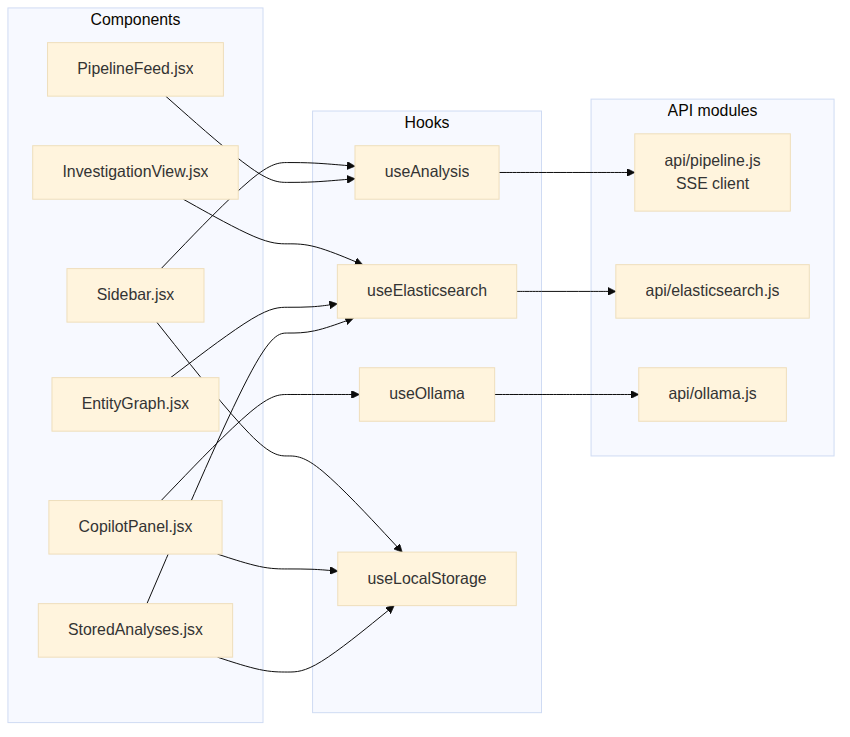 Components
PipelineFeed.jsx
InvestigationView.jsx
Sidebar.jsx
EntityGraph.jsx
CopilotPanel.jsx
StoredAnalyses.jsx
Hooks
useAnalysis
useElasticsearch
useOllama
useLocalStorage
API modules
api/pipeline.js
SSE client
api/elasticsearch.js
api/ollama.js